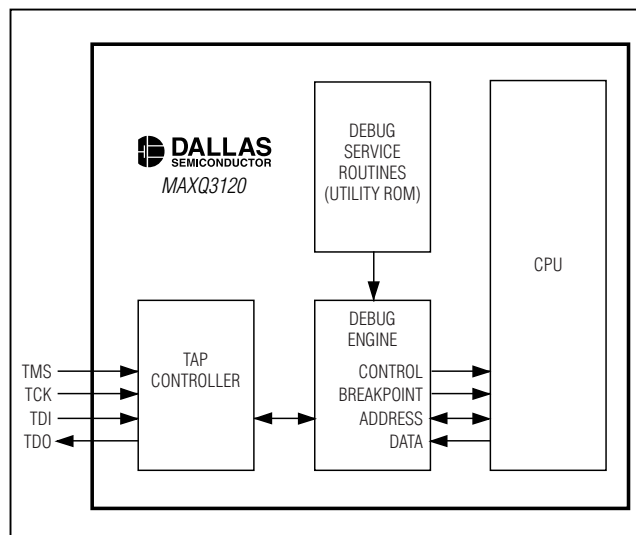 DALLAS
SEMICONDUCTOR
MAXQ3120
DEBUG
SERVICE
ROUTINES
(UTILITY ROM)
CPU
TAP
CONTROLLER
DEBUG
ENGINE
TMS
TCK
TDI
TDO
CONTROL
BREAKPOINT
ADDRESS
DATA